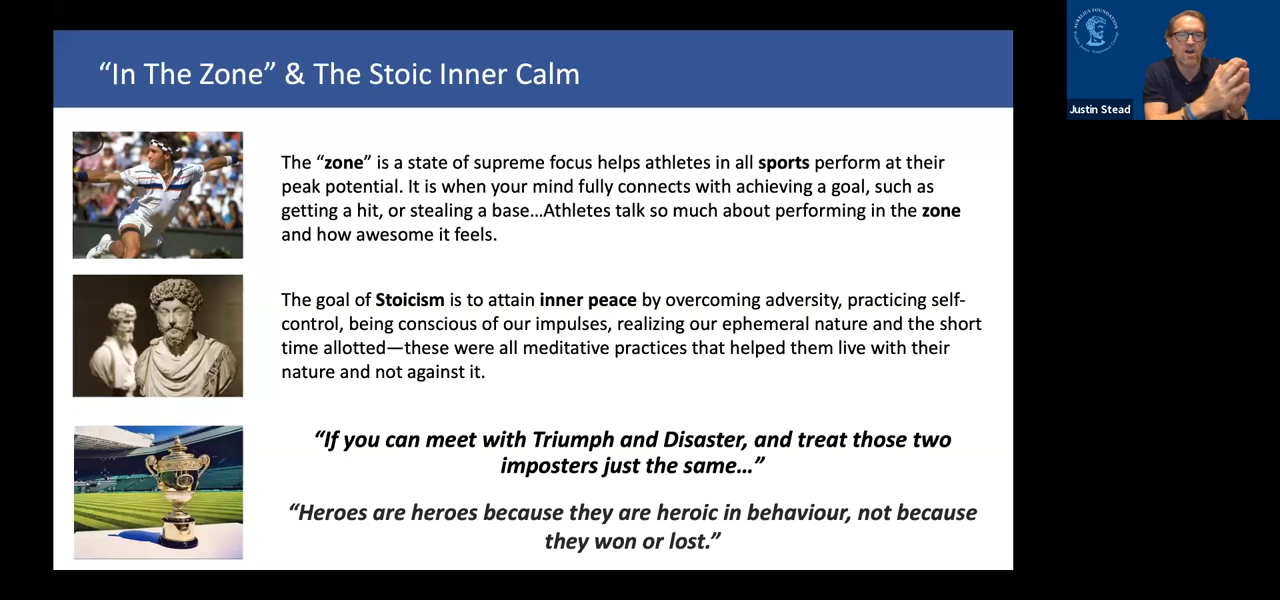 “In The Zone” & The Stoic Inner Calm
AURELIUS FOUNDATION
Justin Stead
The “zone” is a state of supreme focus helps athletes in all sports perform at their
peak potential. It is when your mind fully connects with achieving a goal, such as
getting a hit, or stealing a base…Athletes talk so much about performing in the zone
and how awesome it feels.
The goal of Stoicism is to attain inner peace by overcoming adversity, practicing self-
control, being conscious of our impulses, realizing our ephemeral nature and the short
time allotted—these were all meditative practices that helped them live with their
nature and not against it.
“If you can meet with Triumph and Disaster, and treat those two
imposters just the same…”
“Heroes are heroes because they are heroic in behaviour, not because
they won or lost.”